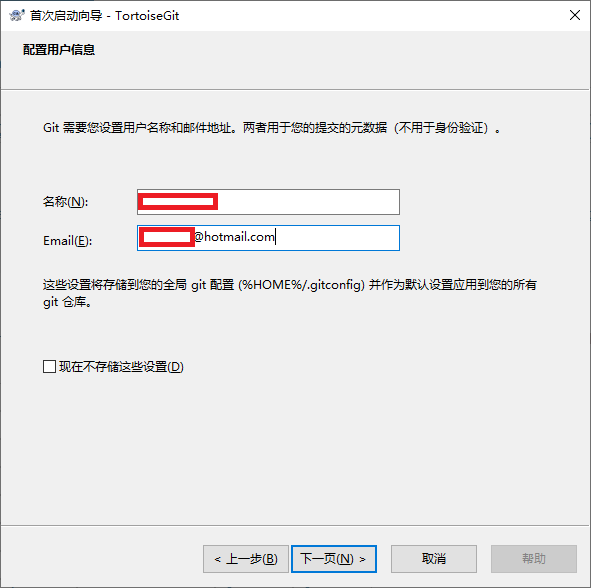 首次启动向导 - TortoiseGit
配置用户信息
Git 需要您设置用户名称和邮件地址。两者用于您的提交的元数据（不用于身份验证）。
名称(N):
Email(E):
@hotmail.com
这些设置将存储到您的全局 git 配置 (%HOME%/.gitconfig) 并作为默认设置应用到您的所有
git 仓库。
现在不存储这些设置(D)
< 上一步(B)
下一页(N) >
取消
帮助